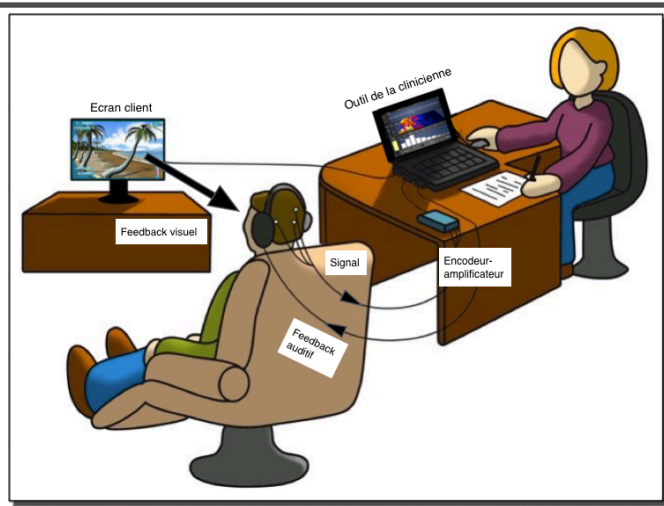 Outil de la clinicienne
Ecran client
Feedback visuel
Signal
Encodeur-
amplificateur
Feedback
auditif